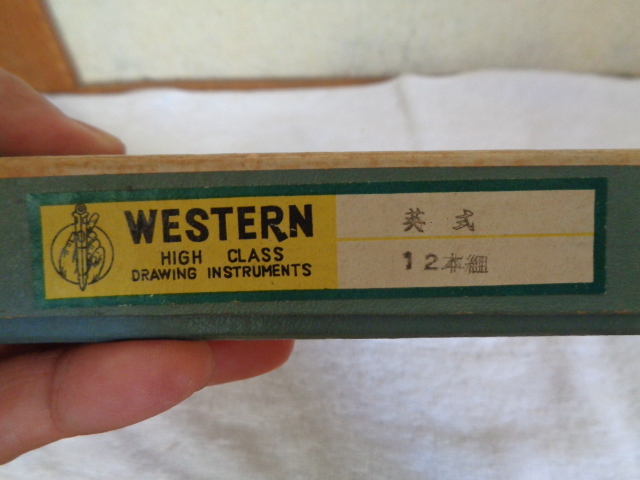 WESTERN
HIGH CLASS
DRAWING INSTRUMENTS
英式
12本組